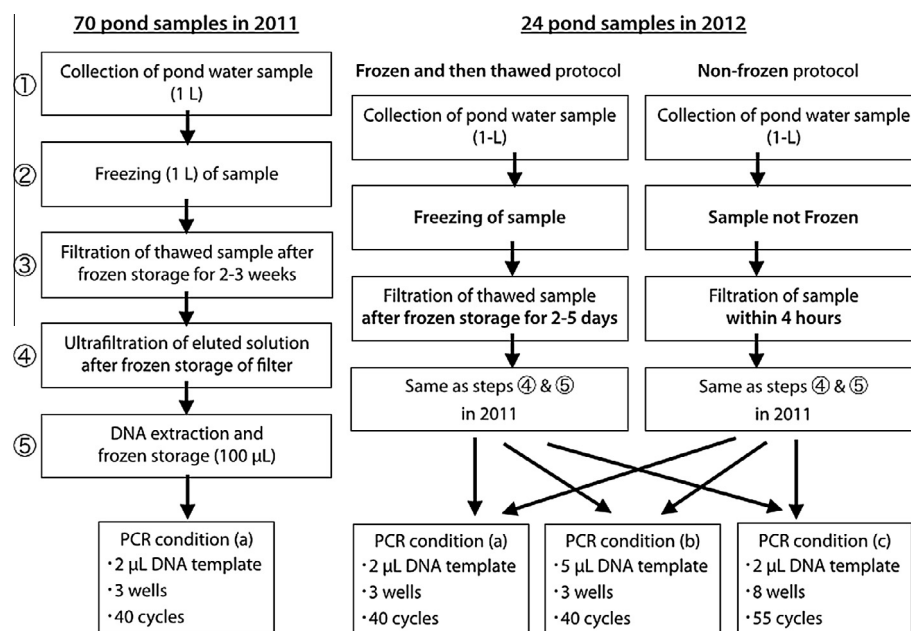 70 pond samples in 2011
①
Collection of pond water sample
(1 L)
②
Freezing (1 L) of sample
③
Filtration of thawed sample after
frozen storage for 2-3 weeks
④
Ultrafiltration of eluted solution
after frozen storage of filter
⑤
DNA extraction and
frozen storage (100 μL)
PCR condition (a)
・2 μL DNA template
・3 wells
・40 cycles
24 pond samples in 2012
Frozen and then thawed protocol
Collection of pond water sample
(1-L)
Freezing of sample
Filtration of thawed sample
after frozen storage for 2-5 days
Same as steps ④ & ⑤
in 2011
Non-frozen protocol
Collection of pond water sample
(1-L)
Sample not Frozen
Filtration of sample
within 4 hours
Same as steps ④ & ⑤
in 2011
PCR condition (a)
・2 μL DNA template
・3 wells
・40 cycles
PCR condition (b)
・5 μL DNA template
・3 wells
・40 cycles
PCR condition (c)
・2 μL DNA template
・8 wells
・55 cycles